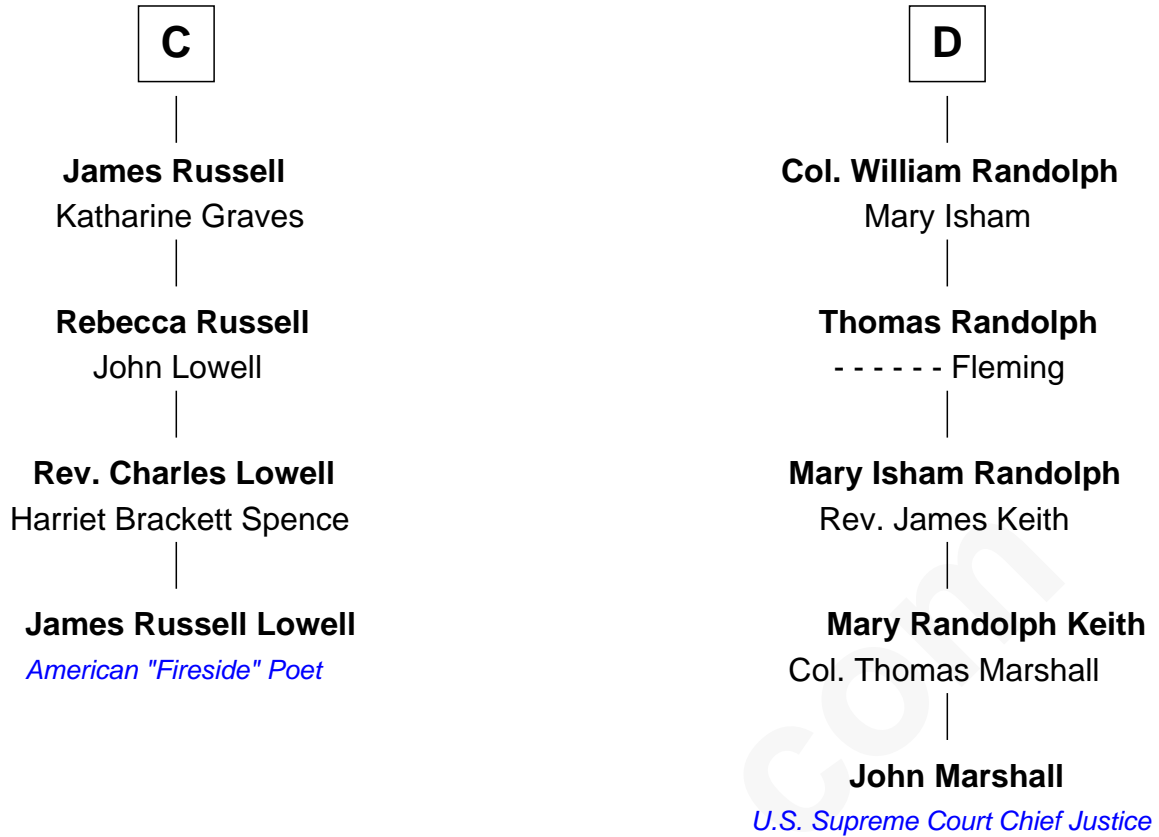 C
James Russell
Katharine Graves
Rebecca Russell
John Lowell
Rev. Charles Lowell
Harriet Brackett Spence
James Russell Lowell
American "Fireside" Poet
D
Col. William Randolph
Mary Isham
Thomas Randolph
- - - - - - Fleming
Mary Isham Randolph
Rev. James Keith
Mary Randolph Keith
Col. Thomas Marshall
John Marshall
U.S. Supreme Court Chief Justice
com